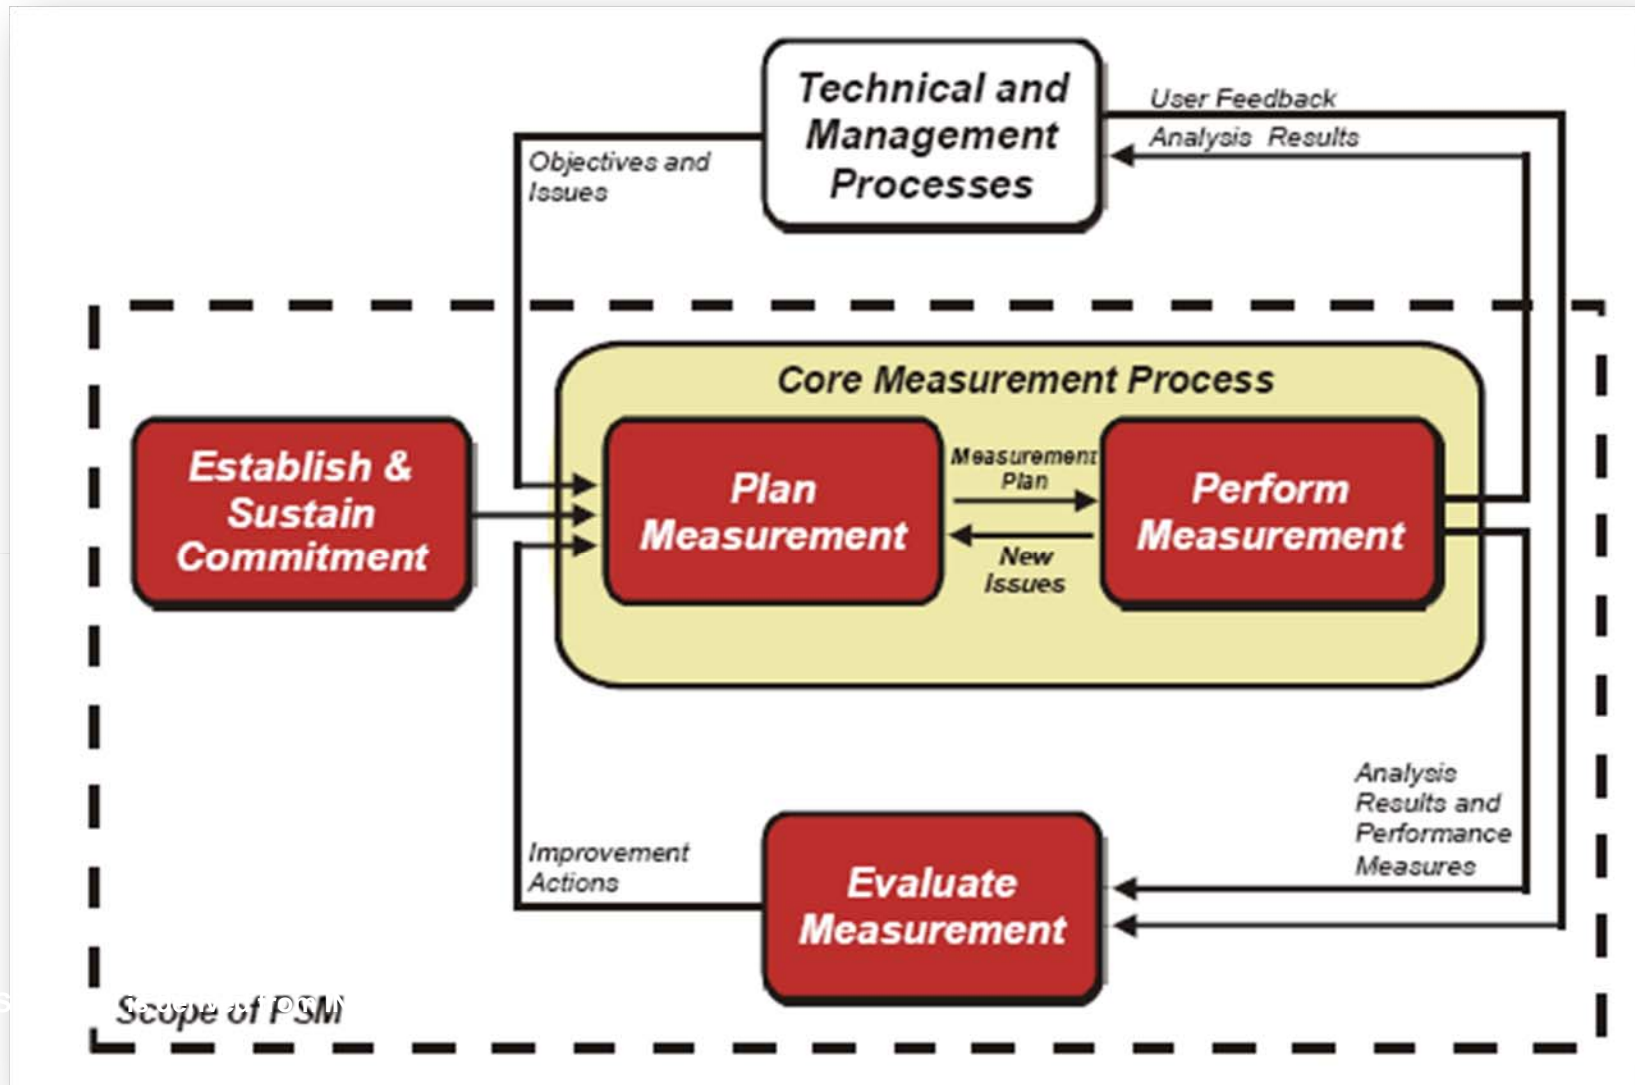 Technical and
Management
Processes
User Feedback
Analysis Results
Objectives and
Issues
Core Measurement Process
Establish &
Sustain
Commitment
Plan
Measurement
Measurement
Plan
New
Issues
Perform
Measurement
Analysis
Results and
Performance
Measures
Improvement
Actions
Evaluate
Measurement
Scope of PSM